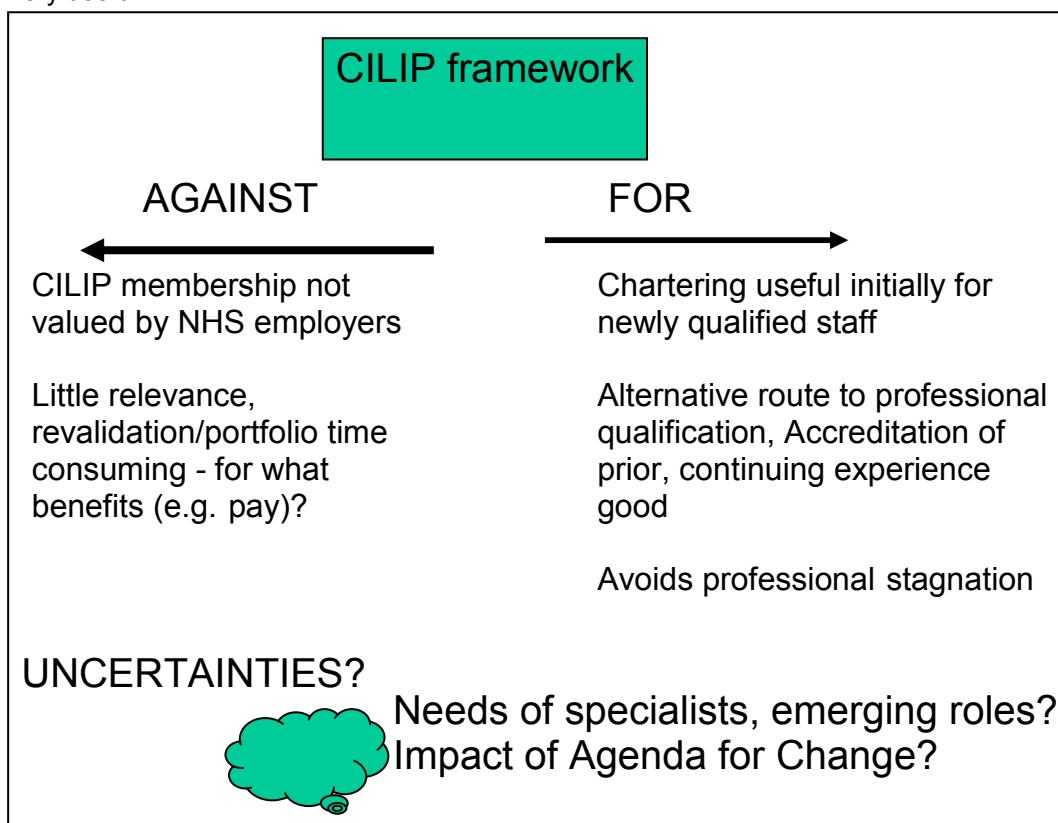 CILIP framework
AGAINST
FOR
CILIP membership not
valued by NHS employers
Little relevance,
revalidation/portfolio time
consuming - for what
benefits (e.g. pay)?
Chartering useful initially for
newly qualified staff
Alternative route to professional
qualification, Accreditation of
prior, continuing experience
good
Avoids professional stagnation
UNCERTAINTIES?
Needs of specialists, emerging roles?
Impact of Agenda for Change?